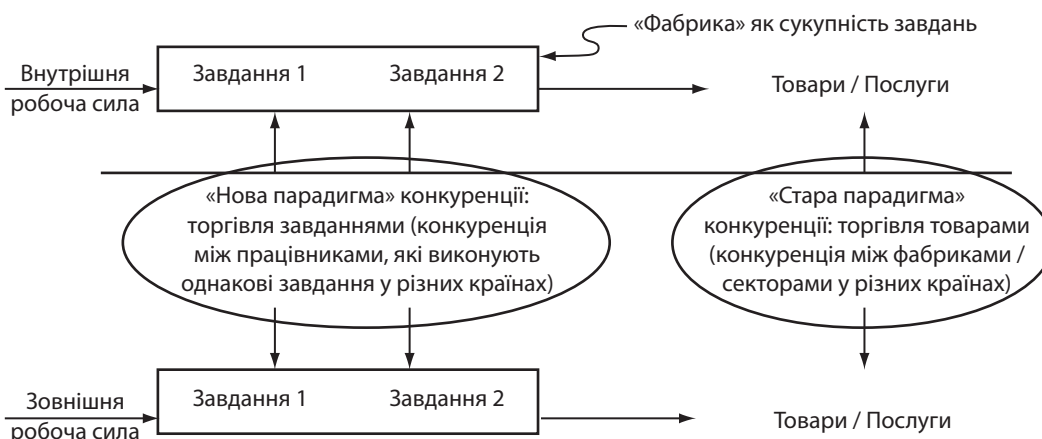 «Фабрика» як сукупність завдань
Внутрішня
робоча сила
Завдання 1
Завдання 2
Товари / Послуги
«Нова парадигма» конкуренції:
торгівля завданнями (конкуренція
між працівниками, які виконують
однакові завдання у різних країнах)
«Стара парадигма»
конкуренції: торгівля товарами
(конкуренція між фабриками /
секторами у різних країнах)
Зовнішня
робоча сила
Завдання 1
Завдання 2
Товари / Послуги